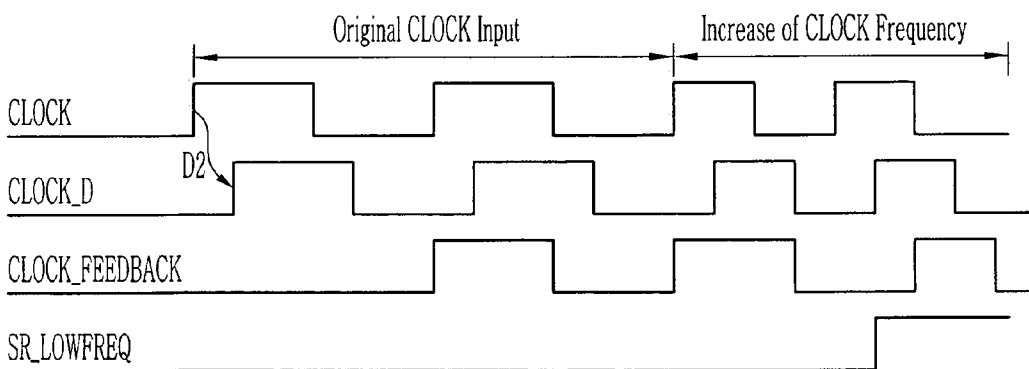 Original CLOCK Input
Increase of CLOCK Frequency
CLOCK
D2
CLOCK_D
CLOCK_FEEDBACK
SR_LOWFREQ